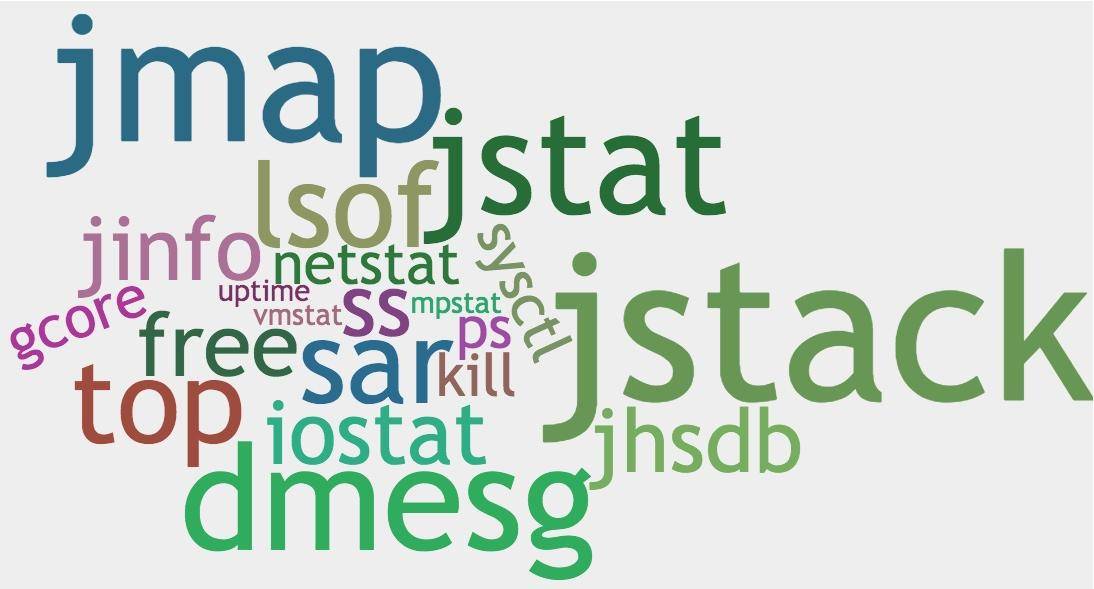 jmap
jstat
lsof
jinfo
netstat
sysctl
uptime
gcore
vmstat
ss
mpstat
ps
jstack
free
sar
kill
top
iostat
jhsdb
dmesg